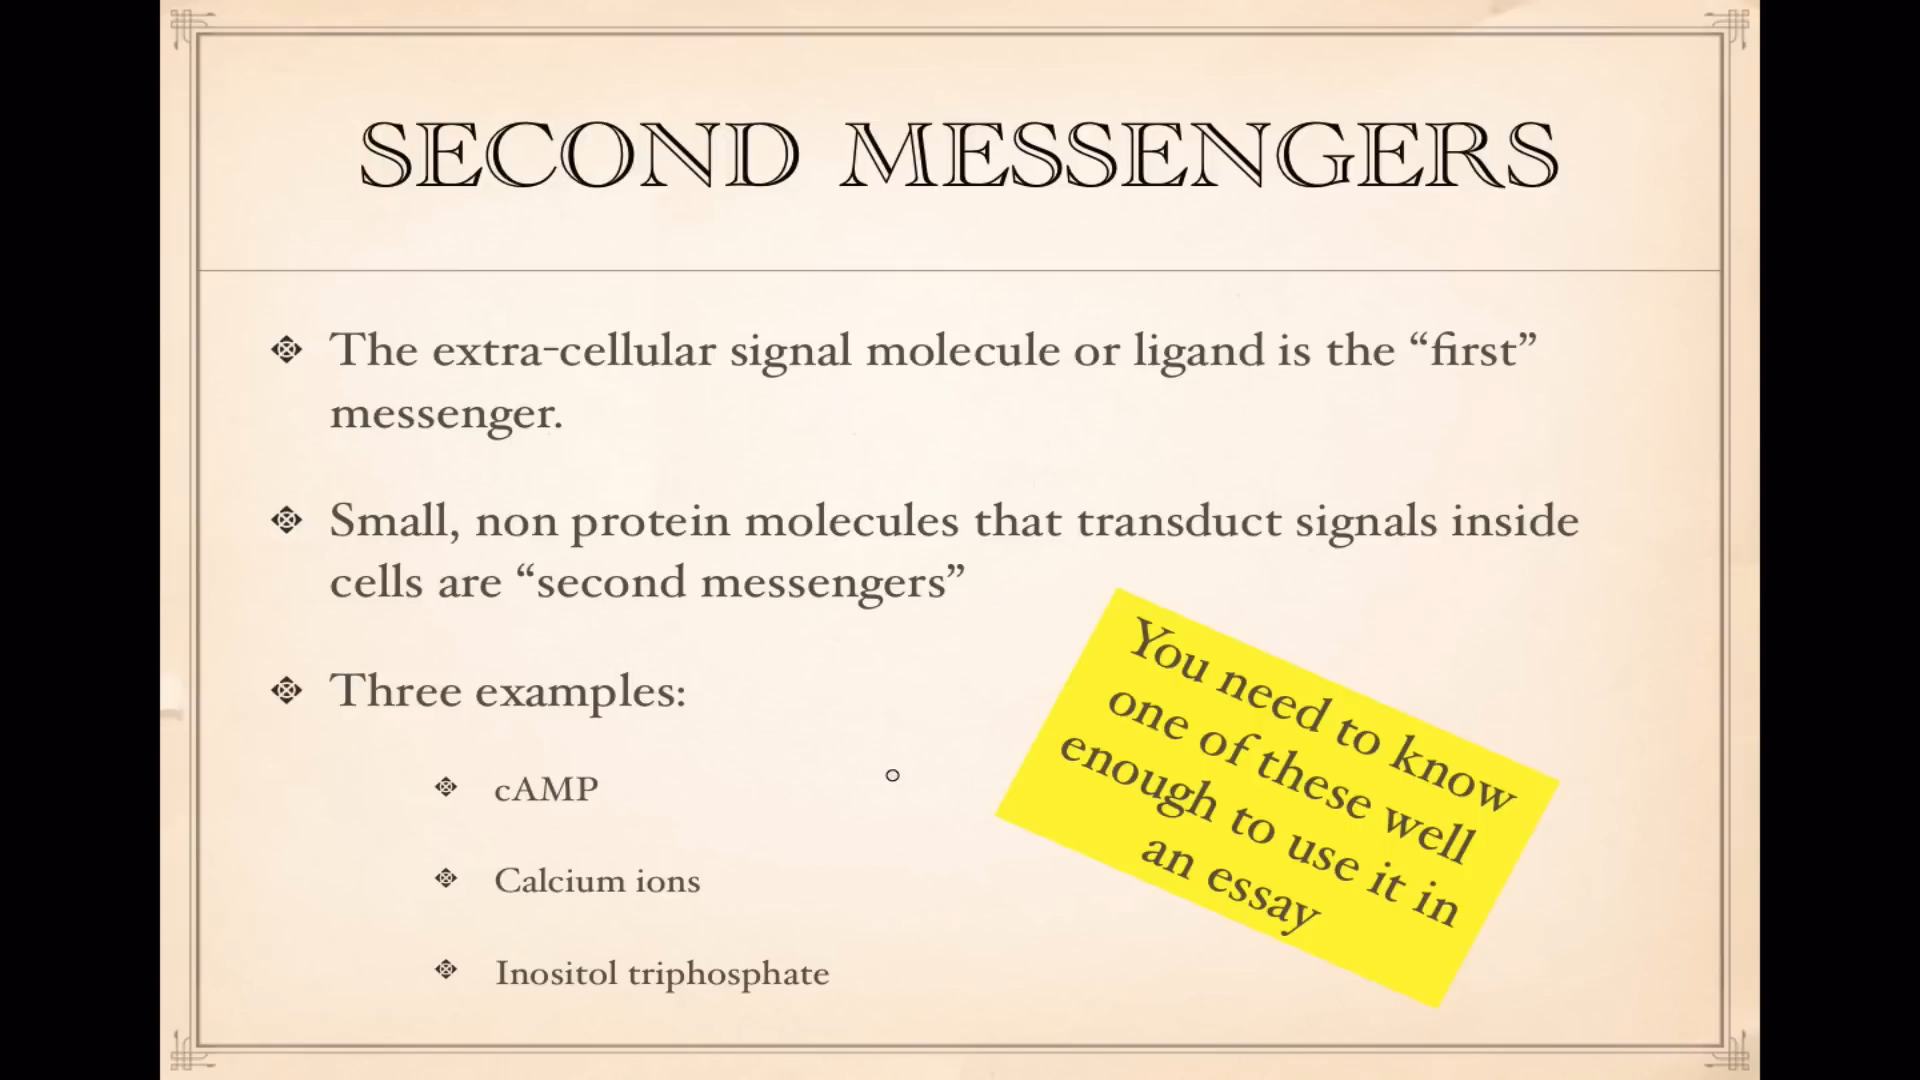 SECOND MESSENGERS
The extra-cellular signal molecule or ligand is the “first”
messenger.
Small, non protein molecules that transduct signals inside
cells are “second messengers”
Three examples:
cAMP
Calcium ions
Inositol triphosphate
You need to know
one of these well
enough to use it in
an essay